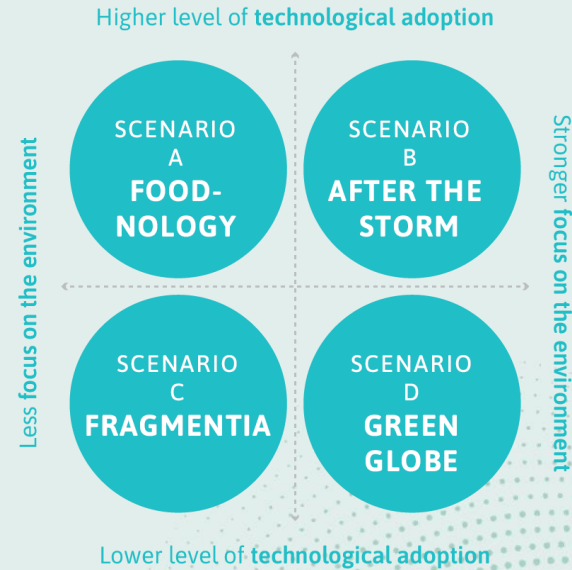 Higher level of technological adoption
Less focus on the environment
SCENARIO
A
FOOD-
NOLOGY
SCENARIO
B
AFTER THE
STORM
Stronger focus on the environment
SCENARIO
C
FRAGMENTIA
SCENARIO
D
GREEN
GLOBE
Lower level of technological adoption